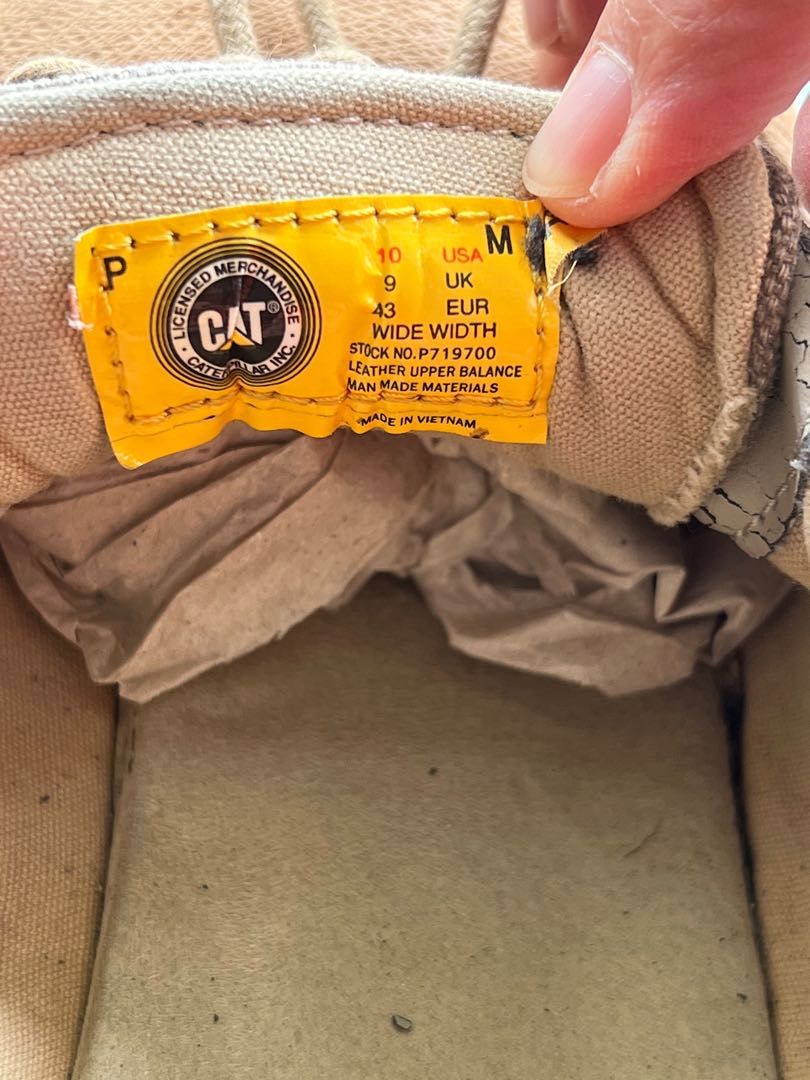 P
LICENSED MERCHANDISE
CAT®
CATERPILLAR INC.
10 USA M
9 UK
43 EUR
WIDE WIDTH
STOCK NO.P719700
LEATHER UPPER BALANCE
MAN MADE MATERIALS
MADE IN VIETNAM